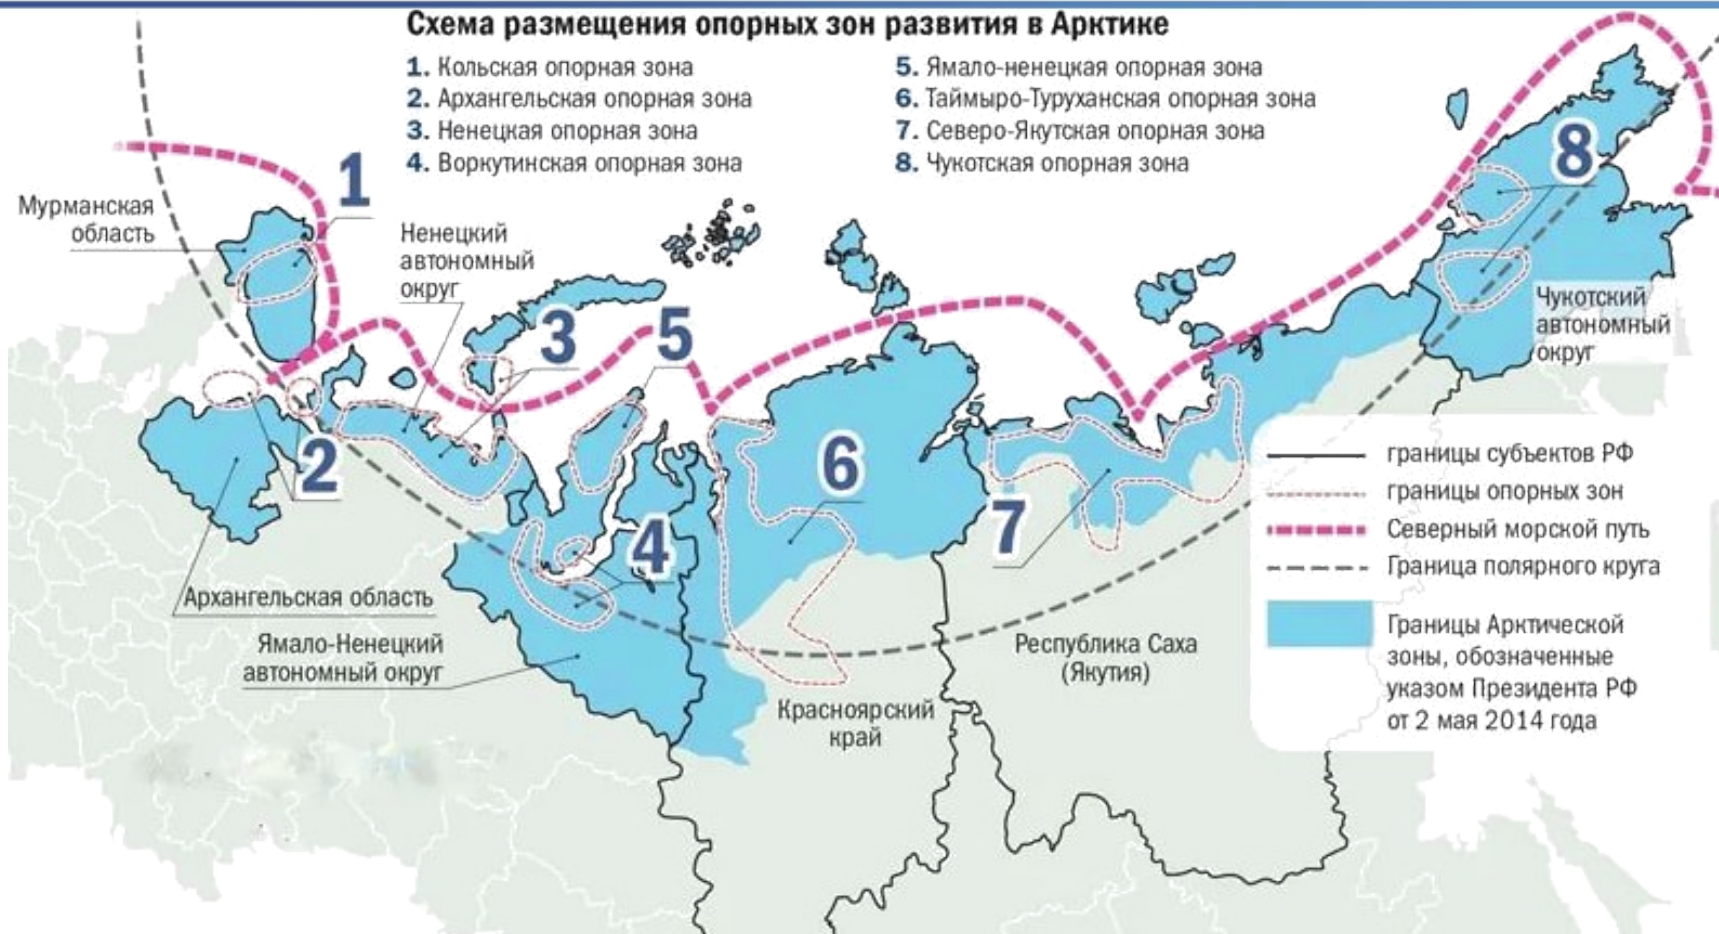 Схема размещения опорных зон развития в Арктике
1. Кольская опорная зона
2. Архангельская опорная зона
3. Ненецкая опорная зона
4. Воркутинская опорная зона
5. Ямало-ненецкая опорная зона
6. Таймыро-Туруханская опорная зона
7. Северо-Якутская опорная зона
8. Чукотская опорная зона
1
Мурманская
область
Ненецкий
автономный
округ
3
5
8
Чукотский
автономный
округ
2
6
7
4
Архангельская область
Ямало-Ненецкий
автономный округ
Красноярский
край
Республика Саха
(Якутия)
границы субъектов РФ
границы опорных зон
Северный морской путь
Граница полярного круга
Границы Арктической
зоны, обозначенные
указом Президента РФ
от 2 мая 2014 года